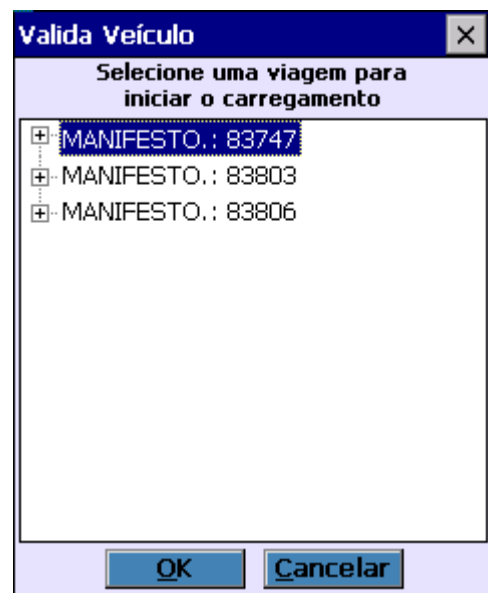 Valida Veículo
Selecione uma viagem para
iniciar o carregamento
MANIFESTO.: 83747
MANIFESTO.: 83803
MANIFESTO.: 83806
OK
Cancelar